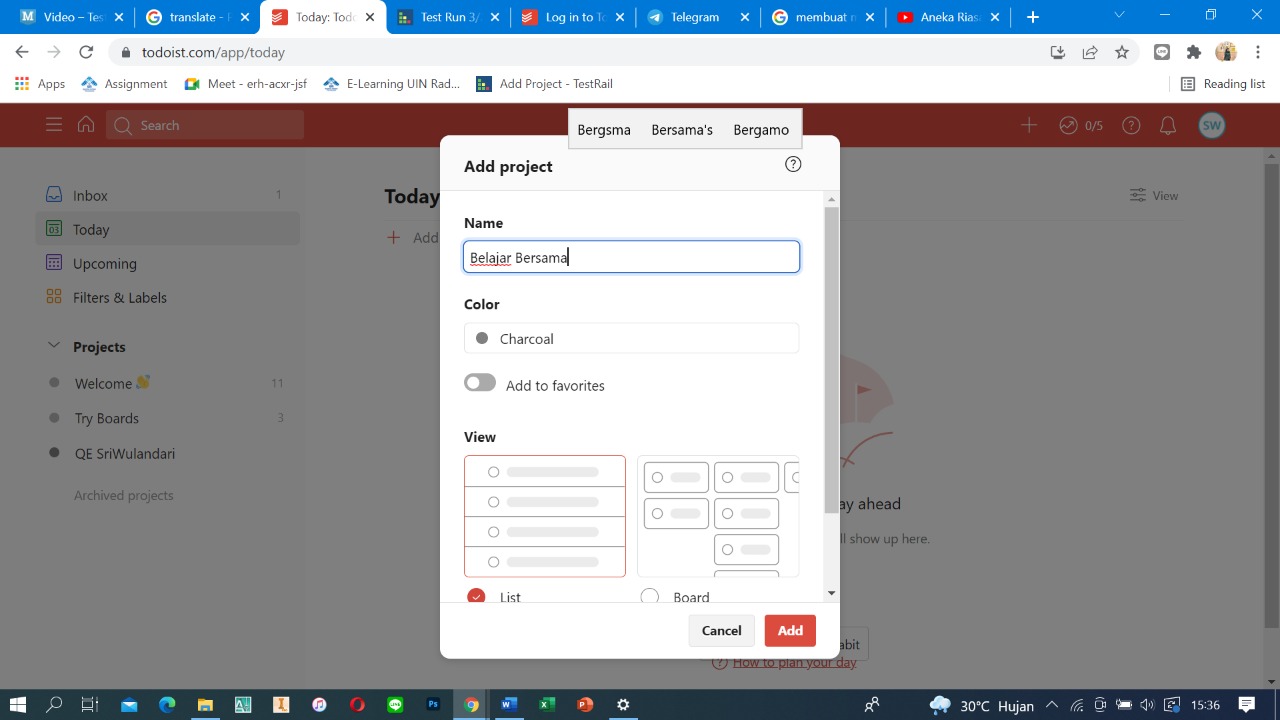 Video – Tes
translate -
Today: Tod
Test Run 3/
Log in to To
Telegram
membuat
Aneka Rias
todoist.com/app/today
Apps
Assignment
Meet - erh-acxr-jsf
E-Learning UIN Rad...
Add Project - TestRail
Reading list
Search
Bergsma Bersama's Bergamo
0/5
SW
Add project
Inbox 1
Today
View
Today
Name
Upcoming
Add
Belajar Bersama
Filters & Labels
Color
Projects
Charcoal
Welcome 👋 11
Add to favorites
Try Boards 3
View
QE SriWulandari
Archived projects
ay ahead
ll show up here.
List
Board
Cancel
Add
abit
How to plan your day
30°C Hujan
15:36